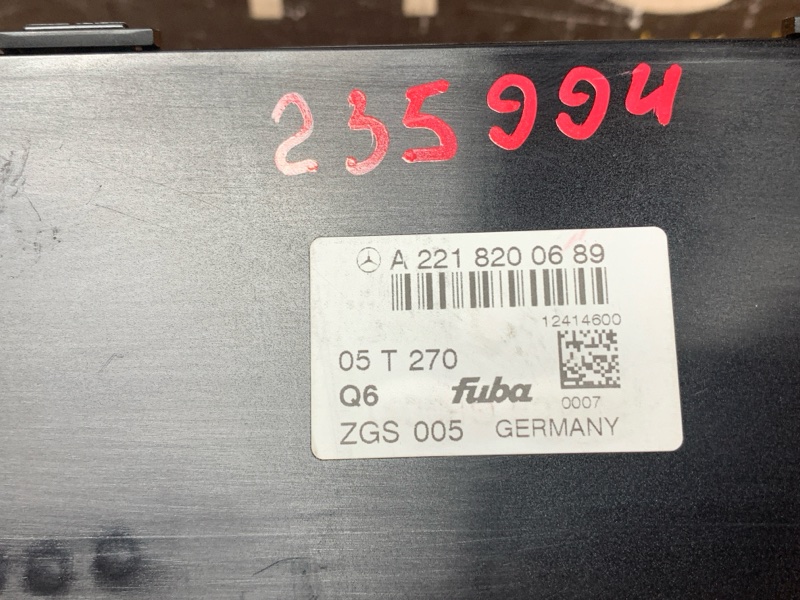 235994
A 221 820 06 89
12414600
05 T 270
Q6 fuba 0007
ZGS 005 GERMANY